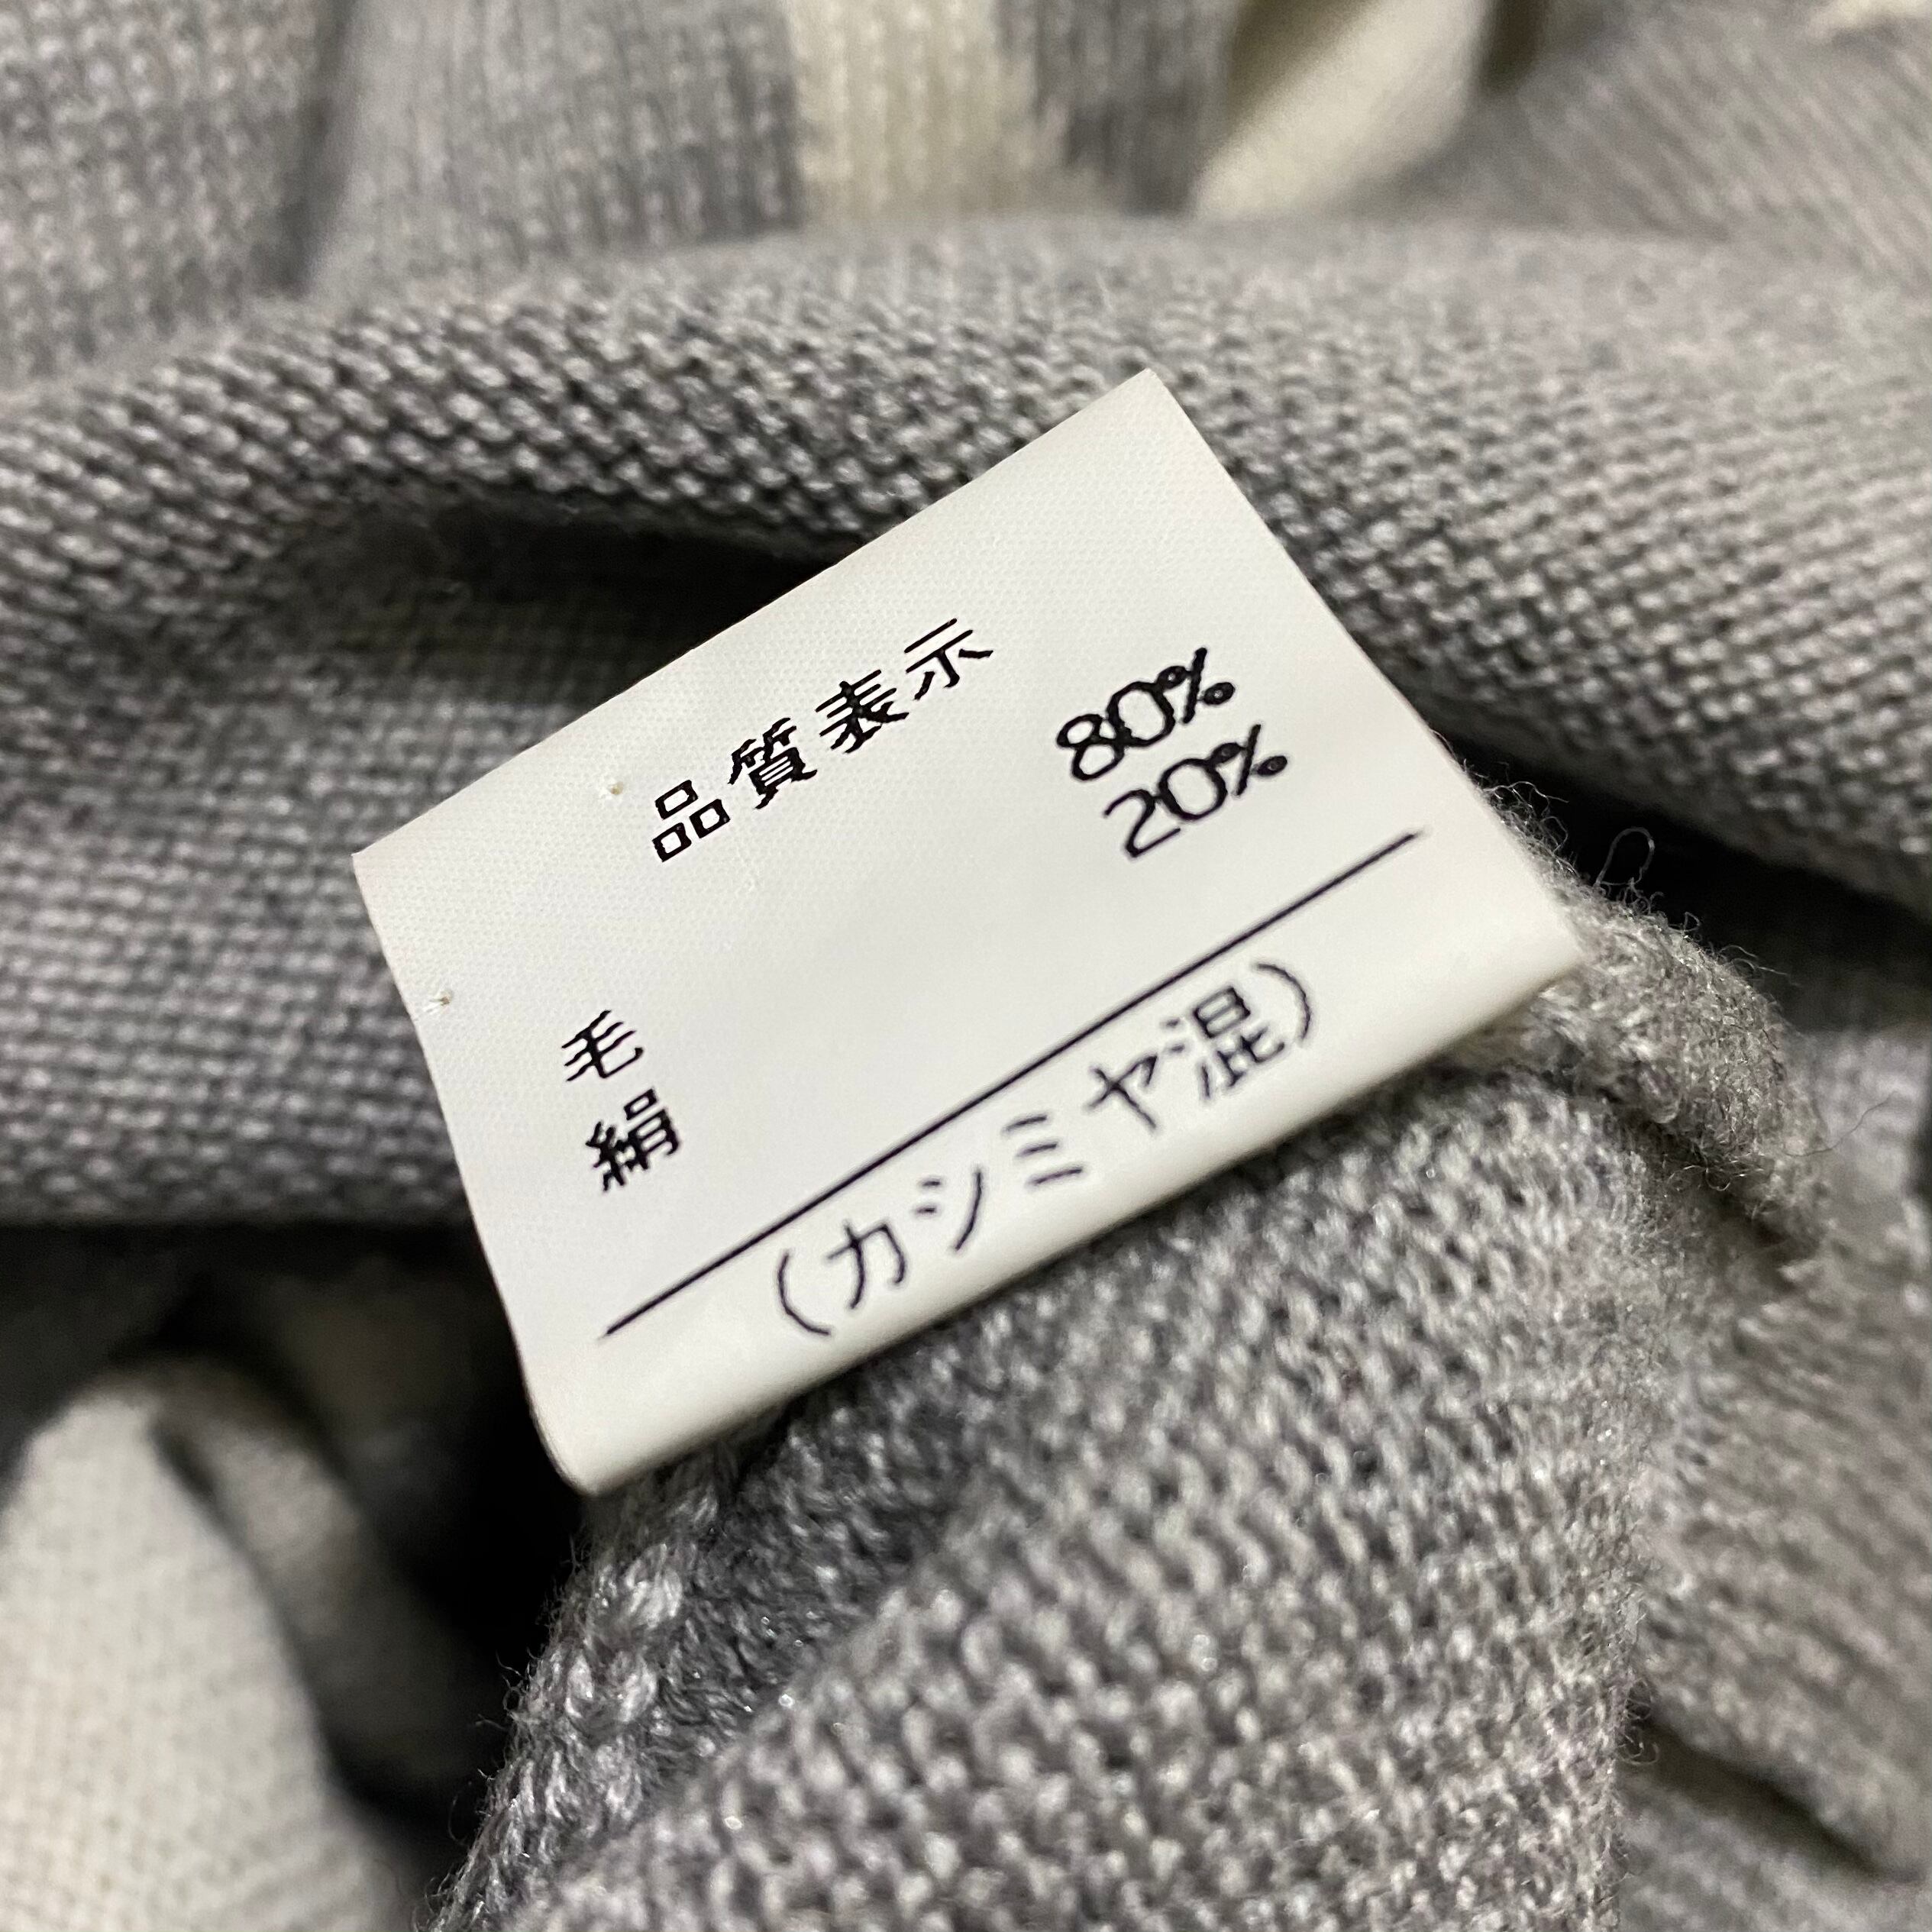 品質表示
毛 80%
絹 20%
(カシミヤ混)